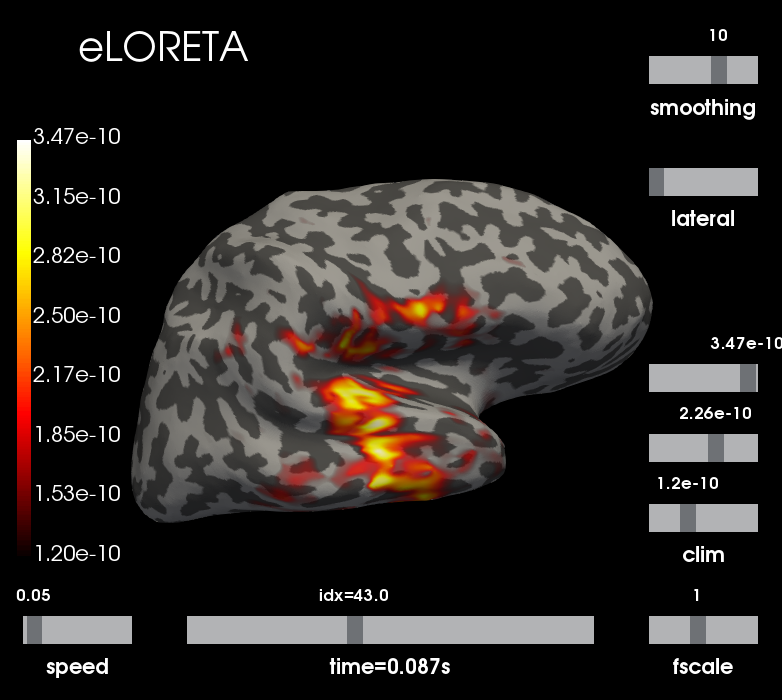 eLORETA
10
smoothing
lateral
3.47e-10
3.15e-10
2.82e-10
2.50e-10
2.17e-10
1.85e-10
1.53e-10
1.20e-10
3.47e-10
2.26e-10
1.2e-10
clim
0.05
speed
idx=43.0
time=0.087s
1
fscale